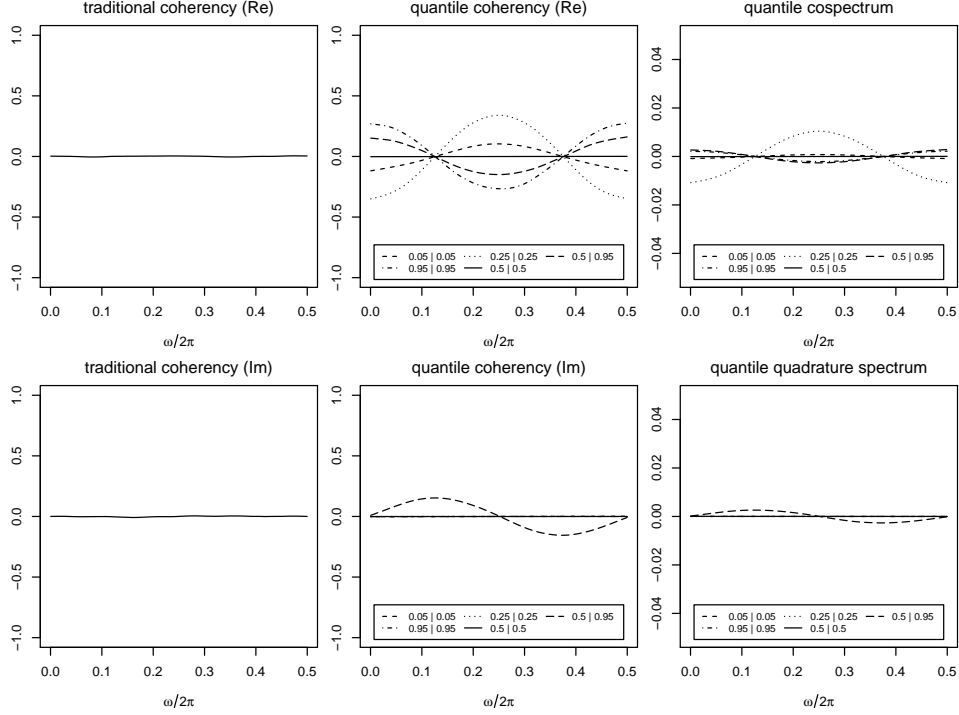 traditional coherency (Re)
1.0
0.5
0.0
−0.5
−1.0
0.0 0.1 0.2 0.3 0.4 0.5
ω/2π
quantile coherency (Re)
1.0
0.5
0.0
−0.5
−1.0
0.05 | 0.05 0.25 | 0.25 0.5 | 0.95
0.95 | 0.95 0.5 | 0.5
0.0 0.1 0.2 0.3 0.4 0.5
ω/2π
quantile cospectrum
0.04
0.02
0.00
−0.02
−0.04
0.05 | 0.05 0.25 | 0.25 0.5 | 0.95
0.95 | 0.95 0.5 | 0.5
0.0 0.1 0.2 0.3 0.4 0.5
ω/2π
traditional coherency (Im)
1.0
0.5
0.0
−0.5
−1.0
0.0 0.1 0.2 0.3 0.4 0.5
ω/2π
quantile coherency (Im)
1.0
0.5
0.0
−0.5
−1.0
0.05 | 0.05 0.25 | 0.25 0.5 | 0.95
0.95 | 0.95 0.5 | 0.5
0.0 0.1 0.2 0.3 0.4 0.5
ω/2π
quantile quadrature spectrum
0.04
0.02
0.00
−0.02
−0.04
0.05 | 0.05 0.25 | 0.25 0.5 | 0.95
0.95 | 0.95 0.5 | 0.5
0.0 0.1 0.2 0.3 0.4 0.5
ω/2π